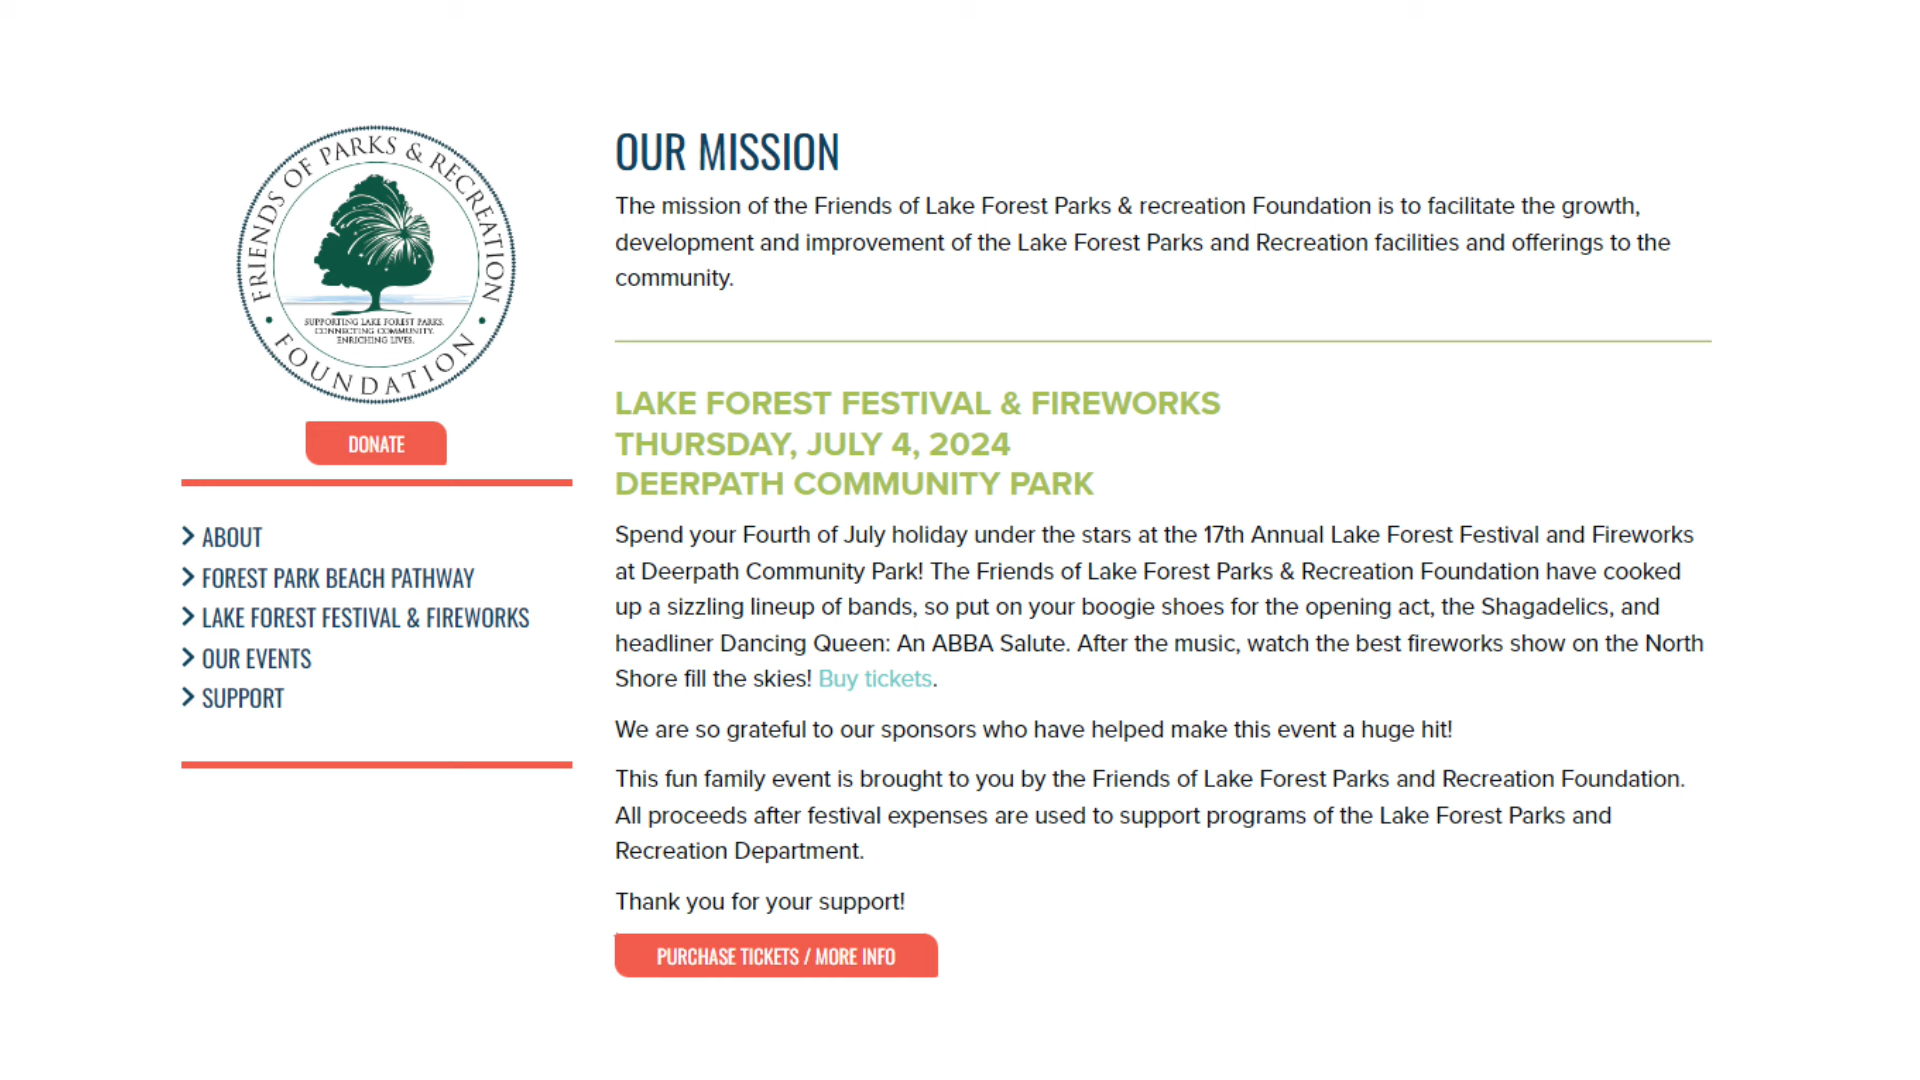 FRIENDS OF PARKS & RECREATION
FOUNDATION
SUPPORTING LAKE FOREST PARKS.
CONNECTING COMMUNITY.
ENRICHING LIVES.
DONATE
ABOUT
FOREST PARK BEACH PATHWAY
LAKE FOREST FESTIVAL & FIREWORKS
OUR EVENTS
SUPPORT
OUR MISSION
The mission of the Friends of Lake Forest Parks & recreation Foundation is to facilitate the growth,
development and improvement of the Lake Forest Parks and Recreation facilities and offerings to the
community.
LAKE FOREST FESTIVAL & FIREWORKS
THURSDAY, JULY 4, 2024
DEERPATH COMMUNITY PARK
Spend your Fourth of July holiday under the stars at the 17th Annual Lake Forest Festival and Fireworks
at Deerpath Community Park! The Friends of Lake Forest Parks & Recreation Foundation have cooked
up a sizzling lineup of bands, so put on your boogie shoes for the opening act, the Shagadelics, and
headliner Dancing Queen: An ABBA Salute. After the music, watch the best fireworks show on the North
Shore fill the skies! Buy tickets.
We are so grateful to our sponsors who have helped make this event a huge hit!
This fun family event is brought to you by the Friends of Lake Forest Parks and Recreation Foundation.
All proceeds after festival expenses are used to support programs of the Lake Forest Parks and
Recreation Department.
Thank you for your support!
PURCHASE TICKETS / MORE INFO